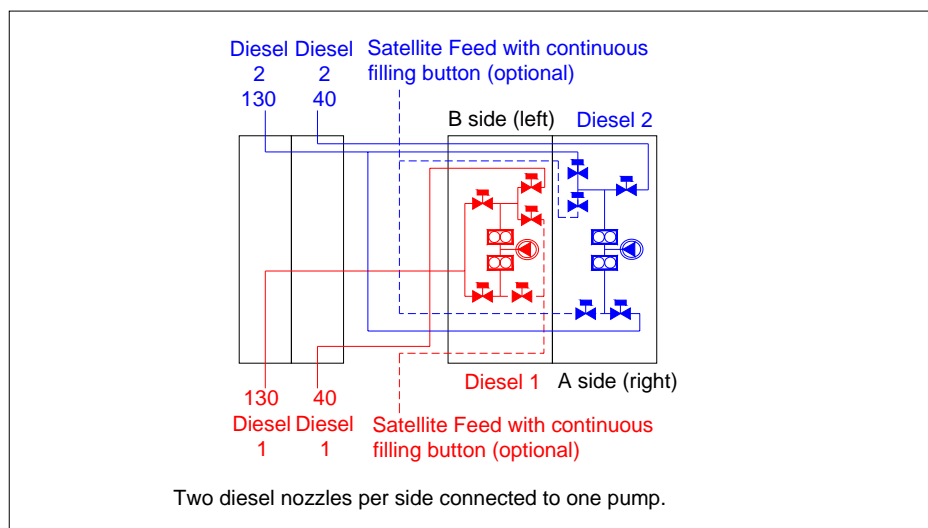 Diesel Diesel
2 2
130 40
Satellite Feed with continuous
filling button (optional)
B side (left)
Diesel 2
Diesel 1
A side (right)
130 40
Diesel Diesel
1 1
Satellite Feed with continuous
filling button (optional)
Two diesel nozzles per side connected to one pump.